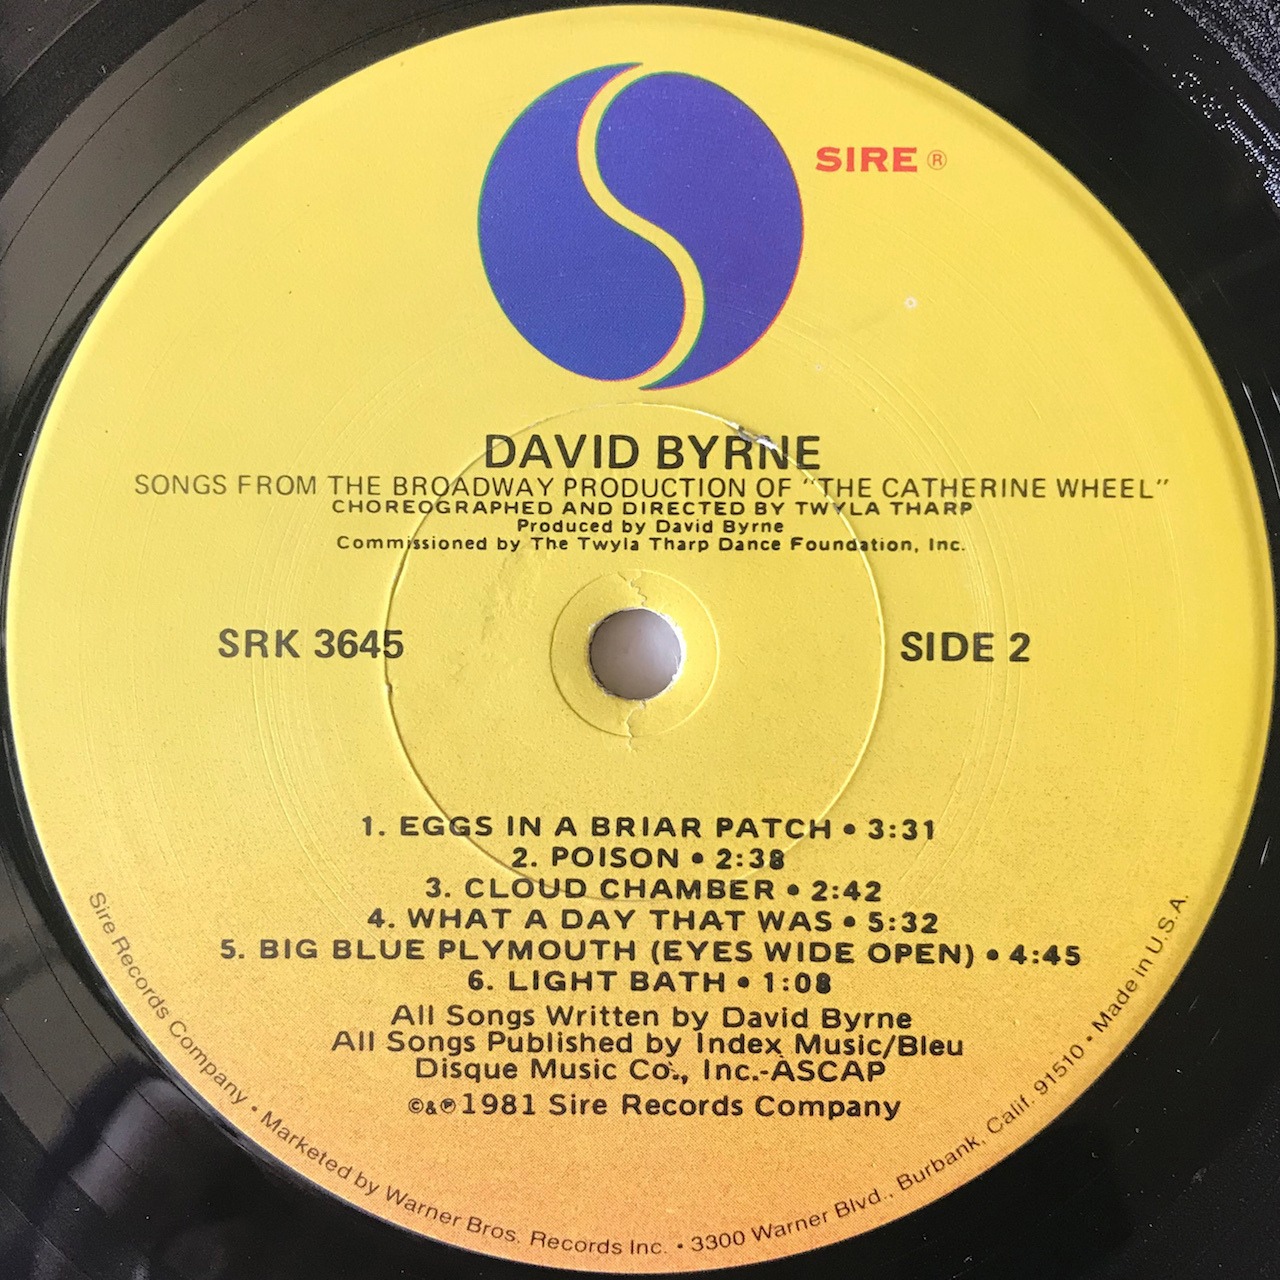 SIRE ®
DAVID BYRNE
SONGS FROM THE BROADWAY PRODUCTION OF "THE CATHERINE WHEEL"
CHOREOGRAPHED AND DIRECTED BY TWYLA THARP
Produced by David Byrne
Commissioned by The Twyla Tharp Dance Foundation, Inc.
SRK 3645
SIDE 2
1. EGGS IN A BRIAR PATCH • 3:31
2. POISON • 2:38
3. CLOUD CHAMBER • 2:42
4. WHAT A DAY THAT WAS • 5:32
5. BIG BLUE PLYMOUTH (EYES WIDE OPEN) • 4:45
6. LIGHT BATH • 1:08
All Songs Written by David Byrne
All Songs Published by Index Music/Bleu
Disque Music Co., Inc.-ASCAP
©&℗1981 Sire Records Company
Sire Records Company • Marketed by Warner Bros. Records Inc. • 3300 Warner Blvd., Burbank, Calif. 91510 • Made in U.S.A.